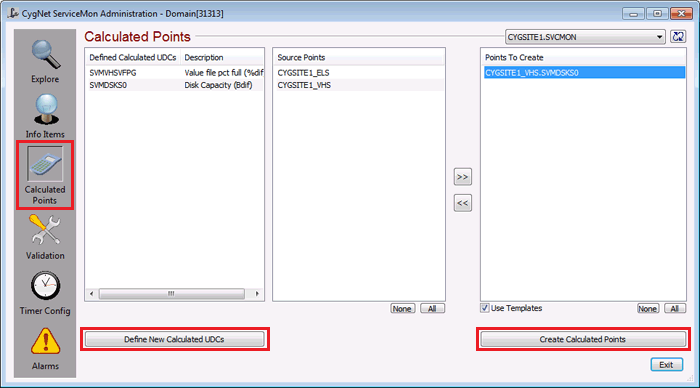 CygNet ServiceMon Administration - Domain[31313]
Explore
Info Items
Calculated
Points
Validation
Timer Config
Alarms
Calculated Points
CYGSITE1.SVCMON
Defined Calculated UDCs Description
SVMVHSVFPG Value file pct full (%dif
SVMDSKS0 Disk Capacity (Bdif)
Source Points
CYGSITE1_ELS
CYGSITE1_VHS
>>
<<
Points To Create
CYGSITE1_VHS.SVMDSKS0
None All
Use Templates None All
Define New Calculated UDCs
Create Calculated Points
Exit